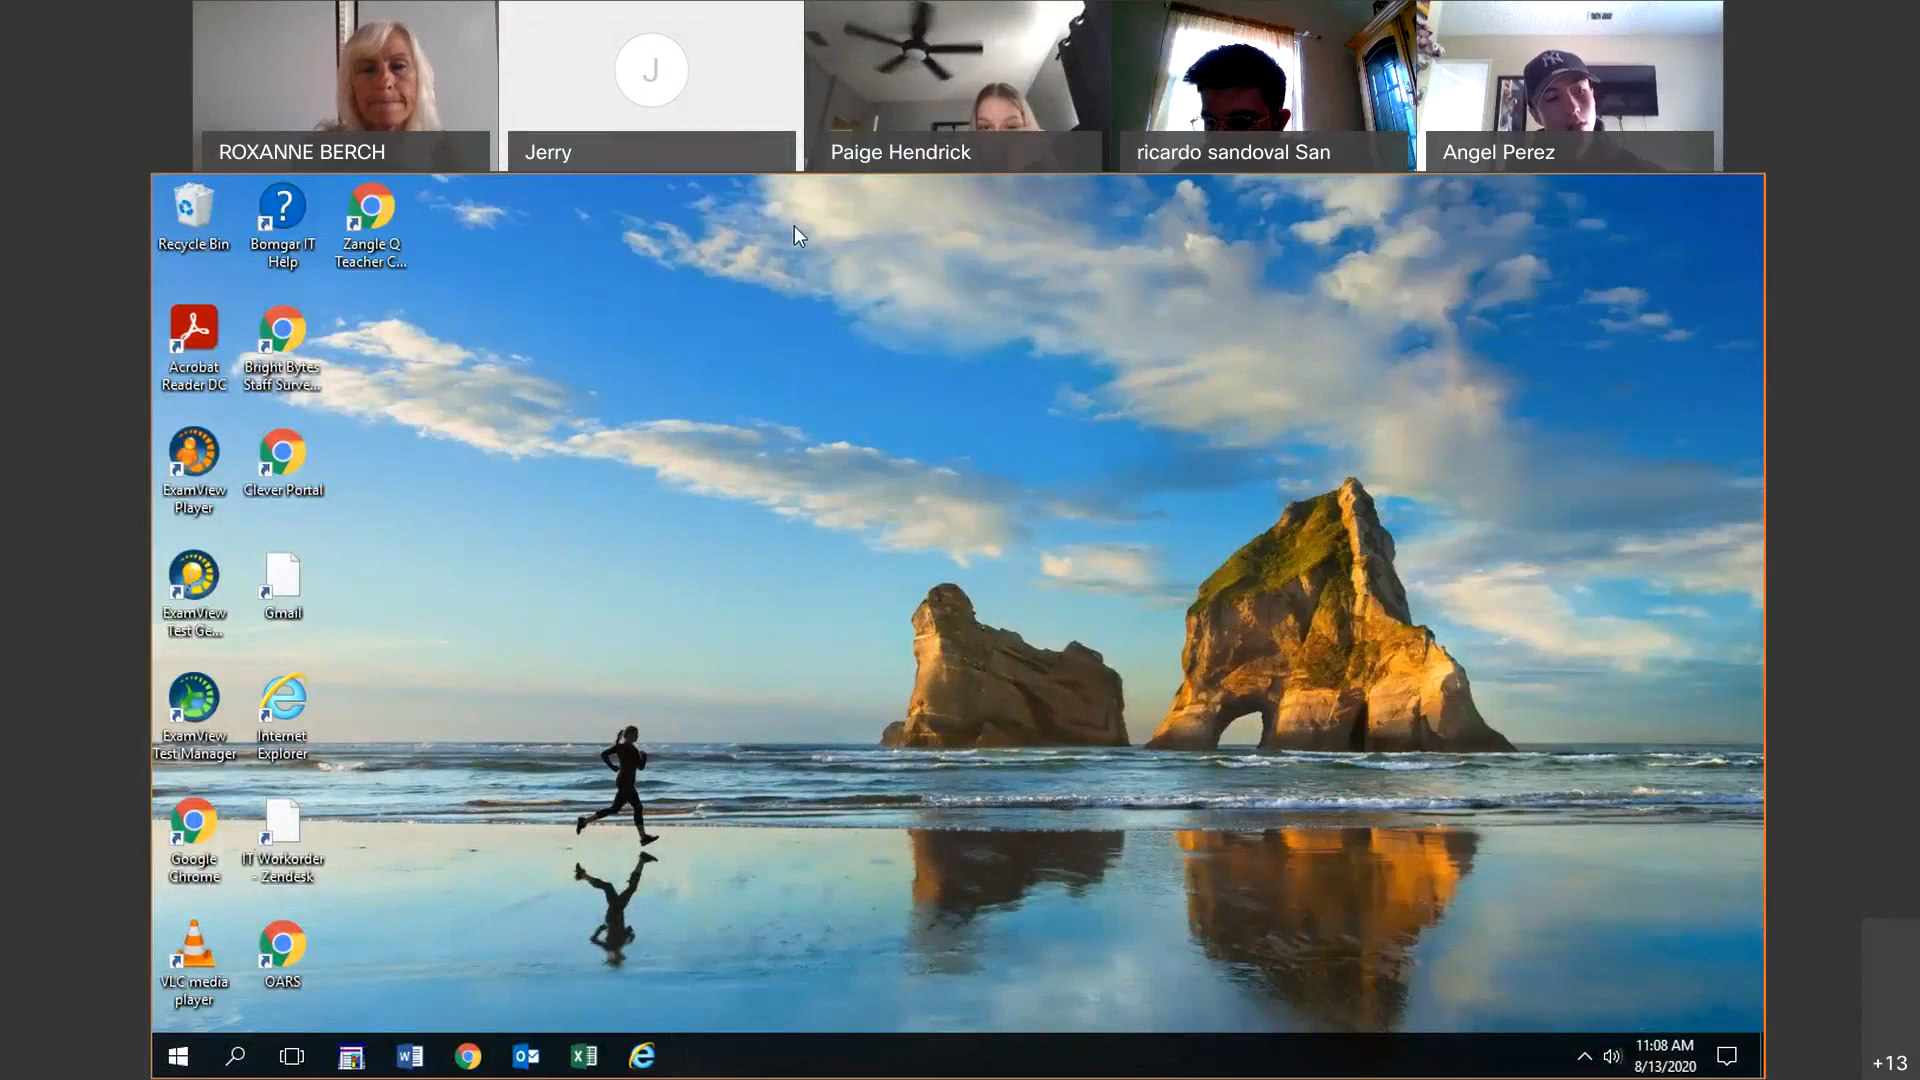 ROXANNE BERCH
Jerry
J
Paige Hendrick
ricardo sandoval San
Angel Perez
NY
Recycle Bin
Bomgar IT
Help
Zangle Q
Teacher C...
Acrobat
Reader DC
Bright Bytes
Staff Surve...
ExamView
Player
Clever Portal
ExamView
Test Ge...
Gmail
ExamView
Test Manager
Internet
Explorer
Google
Chrome
IT Workorder
- Zendesk
VLC media
player
OARS
11:08 AM
8/13/2020
+13